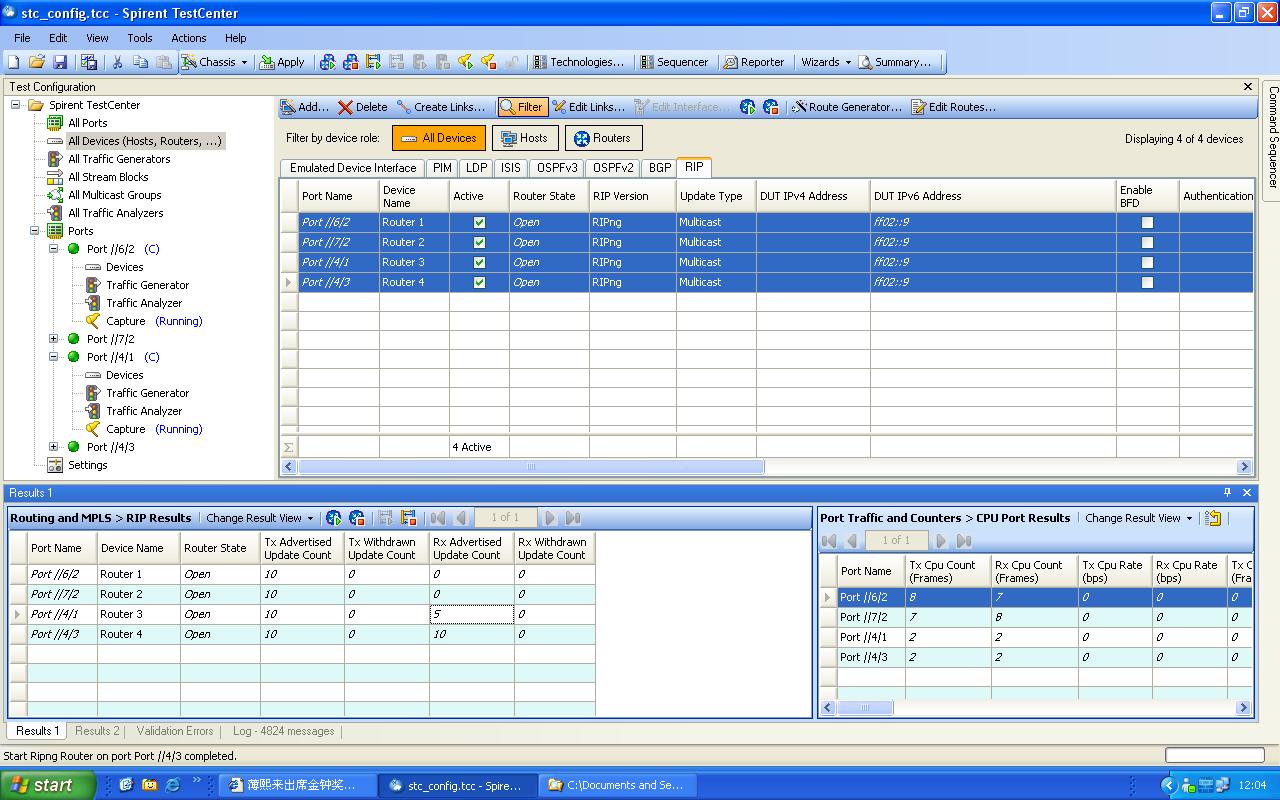 stc_config.tcc - Spirent TestCenter
File Edit View Tools Actions Help
Chassis Apply Technologies... Sequencer Reporter Wizards Summary...
Test Configuration
Command Sequencer
Spirent TestCenter
All Ports
All Devices (Hosts, Routers, ...)
All Traffic Generators
All Stream Blocks
All Multicast Groups
All Traffic Analyzers
Ports
Port //6/2 (C)
Devices
Traffic Generator
Traffic Analyzer
Capture (Running)
Port //7/2
Port //4/1 (C)
Devices
Traffic Generator
Traffic Analyzer
Capture (Running)
Port //4/3
Settings
Add... Delete Create Links... Filter Edit Links... Edit Interface... Route Generator... Edit Routes...
Filter by device role: All Devices Hosts Routers Displaying 4 of 4 devices
Emulated Device Interface PIM LDP ISIS OSPFv3 OSPFv2 BGP RIP
Port Name Device Name Active Router State RIP Version Update Type DUT IPv4 Address DUT IPv6 Address Enable BFD Authentication
Port //6/2 Router 1 Open RIPng Multicast ff02::9
Port //7/2 Router 2 Open RIPng Multicast ff02::9
Port //4/1 Router 3 Open RIPng Multicast ff02::9
Port //4/3 Router 4 Open RIPng Multicast ff02::9
Σ 4 Active
Results 1
Routing and MPLS > RIP Results Change Result View 1 of 1
Port Name Device Name Router State Tx Advertised Update Count Tx Withdrawn Update Count Rx Advertised Update Count Rx Withdrawn Update Count
Port //6/2 Router 1 Open 10 0 0 0
Port //7/2 Router 2 Open 10 0 0 0
Port //4/1 Router 3 Open 10 0 5 0
Port //4/3 Router 4 Open 10 0 10 0
Port Traffic and Counters > CPU Port Results Change Result View
1 of 1
Port Name Tx Cpu Count (Frames) Rx Cpu Count (Frames) Tx Cpu Rate (bps) Rx Cpu Rate (bps) Tx C (Fra
Port //6/2 8 7 0 0 0
Port //7/2 7 8 0 0 0
Port //4/1 2 2 0 0 0
Port //4/3 2 2 0 0 0
Results 1 Results 2 Validation Errors Log - 4824 messages
Start Ripng Router on port Port //4/3 completed.
start 薄熙来出席金钟奖... stc_config.tcc - Spire... C:\Documents and Se... 12:04